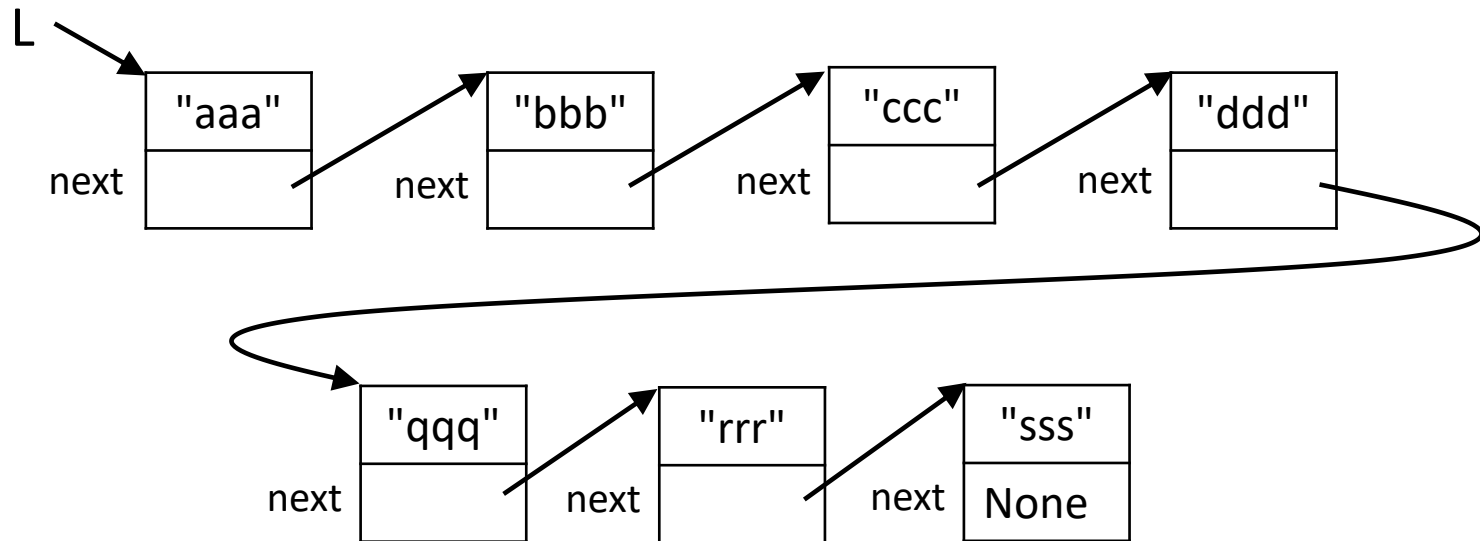 L
"aaa" "bbb" "ccc" "ddd"
next next next next
"qqq" "rrr" "sss"
next next next None